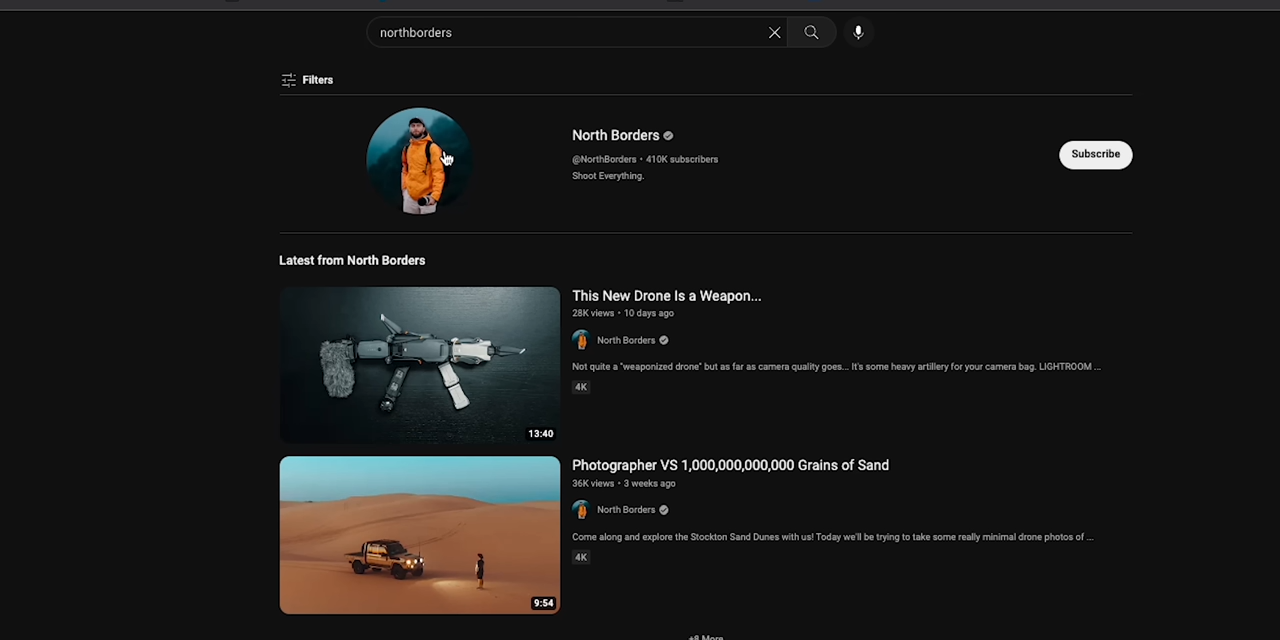 northborders
Filters
North Borders
@NorthBorders • 410K subscribers
Shoot Everything.
Subscribe
Latest from North Borders
This New Drone Is a Weapon...
28K views • 10 days ago
North Borders
Not quite a "weaponized drone" but as far as camera quality goes... It's some heavy artillery for your camera bag. LIGHTROOM ...
4K
13:40
Photographer VS 1,000,000,000,000 Grains of Sand
36K views • 3 weeks ago
North Borders
Come along and explore the Stockton Sand Dunes with us! Today we'll be trying to take some really minimal drone photos of ...
4K
9:54
+8 More